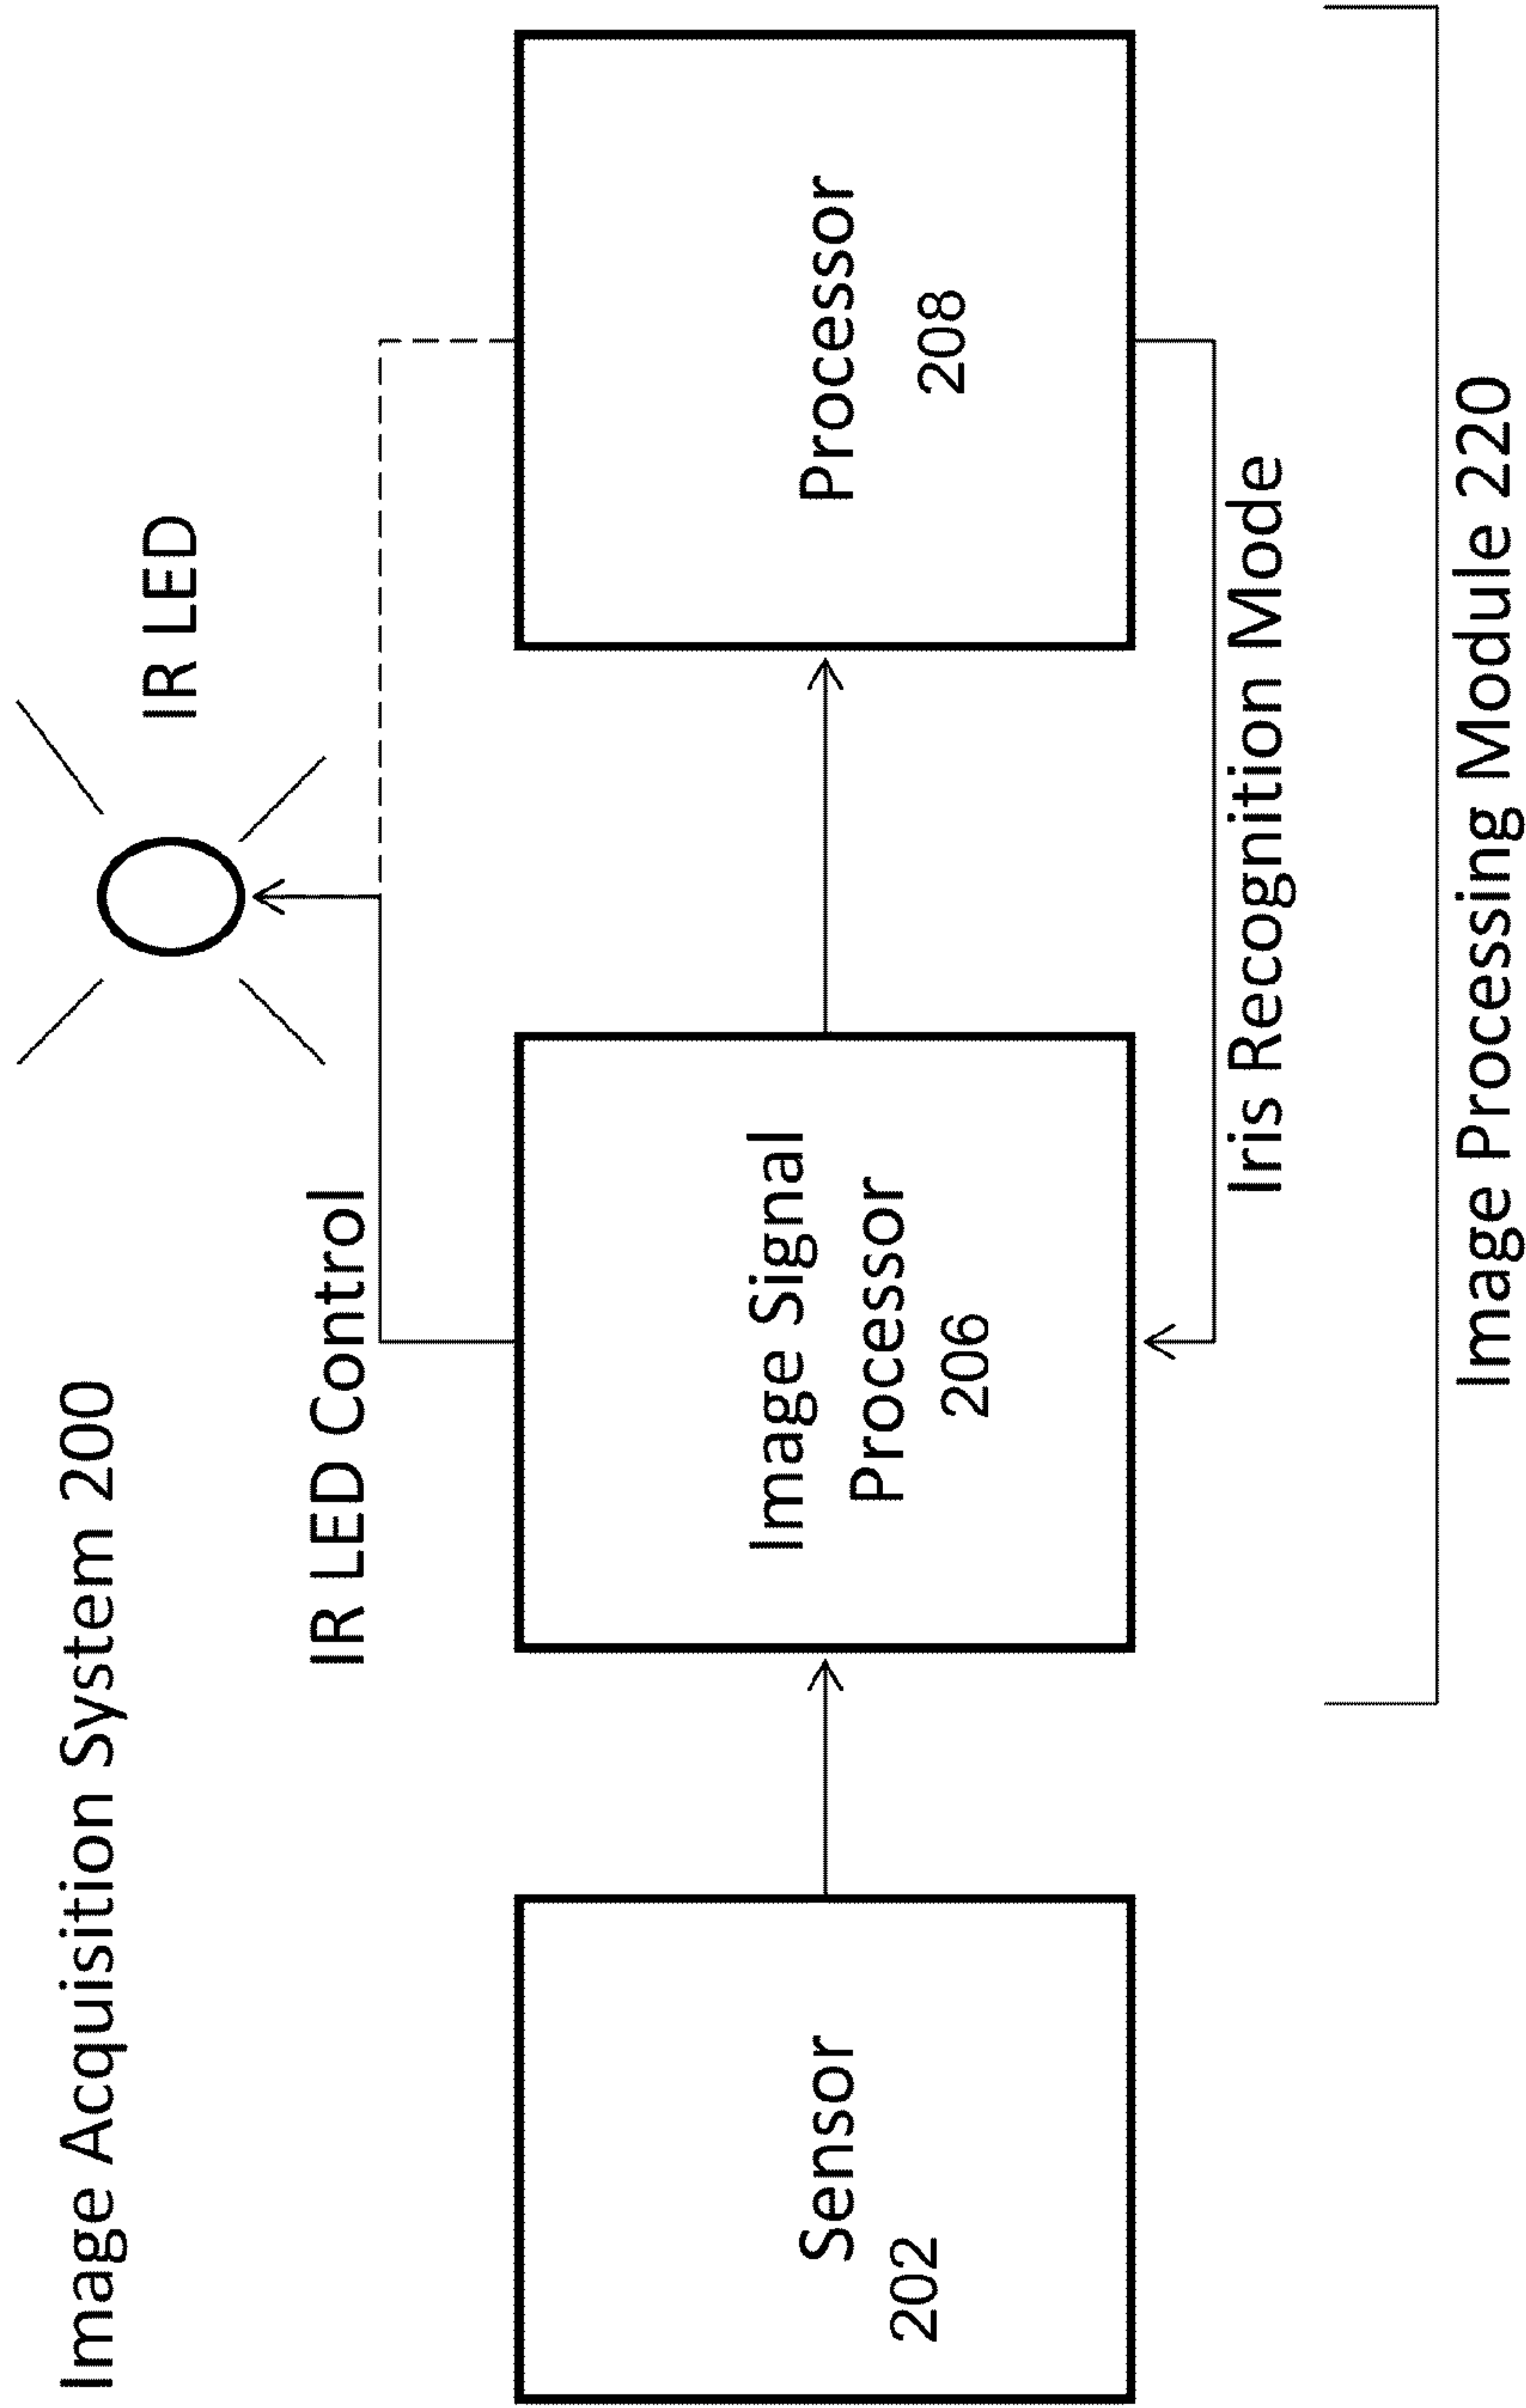 Image Acquisition System 200
IR LED
IR LED Control
Sensor
202
Image Signal
Processor
206
Processor
208
Iris Recognition Mode
Image Processing Module 220